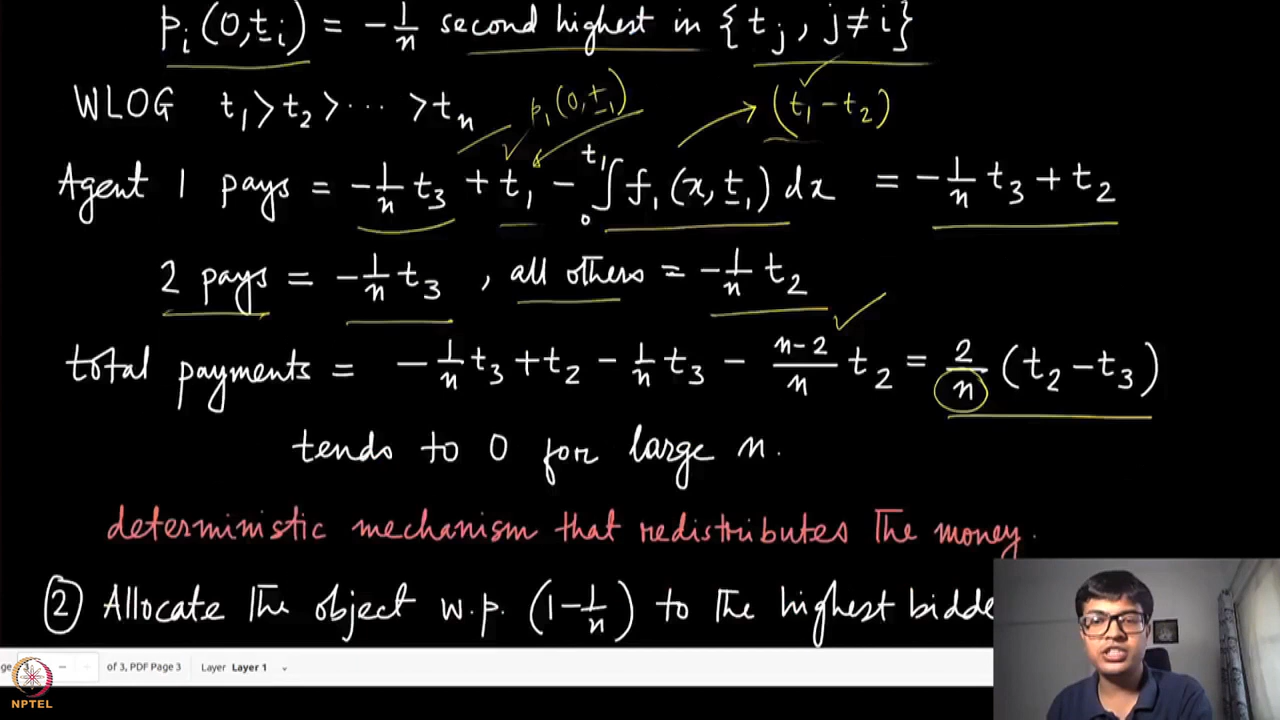 pᵢ(0, t̲ᵢ) = -1/n second highest in {tⱼ, j≠i}
WLOG t₁ > t₂ > ··· > tₙ p₁(0, t̲₁) (t₁ - t₂)
Agent 1 pays = -1/n t₃ + t₁ - ∫₀^t₁ f₁(x, t̲₁) dx = -1/n t₃ + t₂
2 pays = -1/n t₃ , all others = -1/n t₂
total payments = -1/n t₃ + t₂ - 1/n t₃ - (n-2)/n t₂ = 2/n (t₂ - t₃)
tends to 0 for large n.
deterministic mechanism that redistributes the money.
② Allocate the object w.p. (1-1/n) to the highest bidde
ge of 3, PDF Page 3 Layer Layer 1
NPTEL